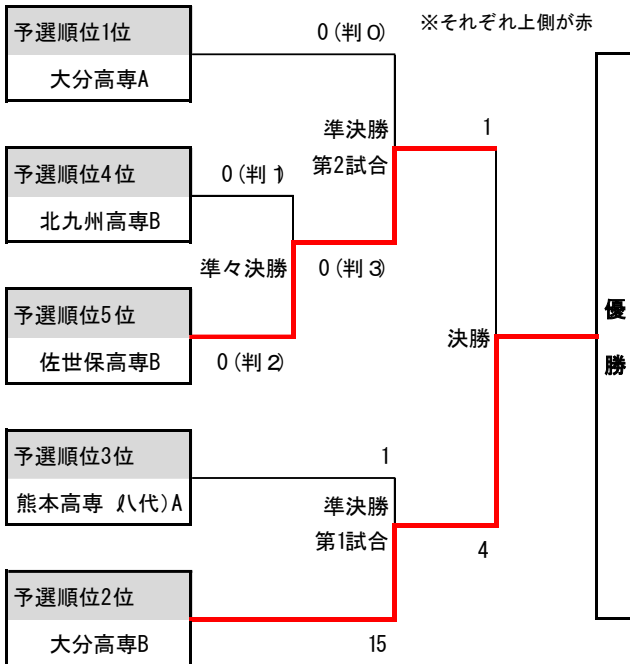 予選順位1位
0(判0)
※それぞれ上側が赤
大分高専A
準決勝
第2試合
1
予選順位4位
0(判1)
北九州高専B
準々決勝
0(判3)
予選順位5位
佐世保高専B
0(判2)
決勝
優
勝
予選順位3位
1
熊本高専(八代)A
準決勝
第1試合
4
予選順位2位
大分高専B
15